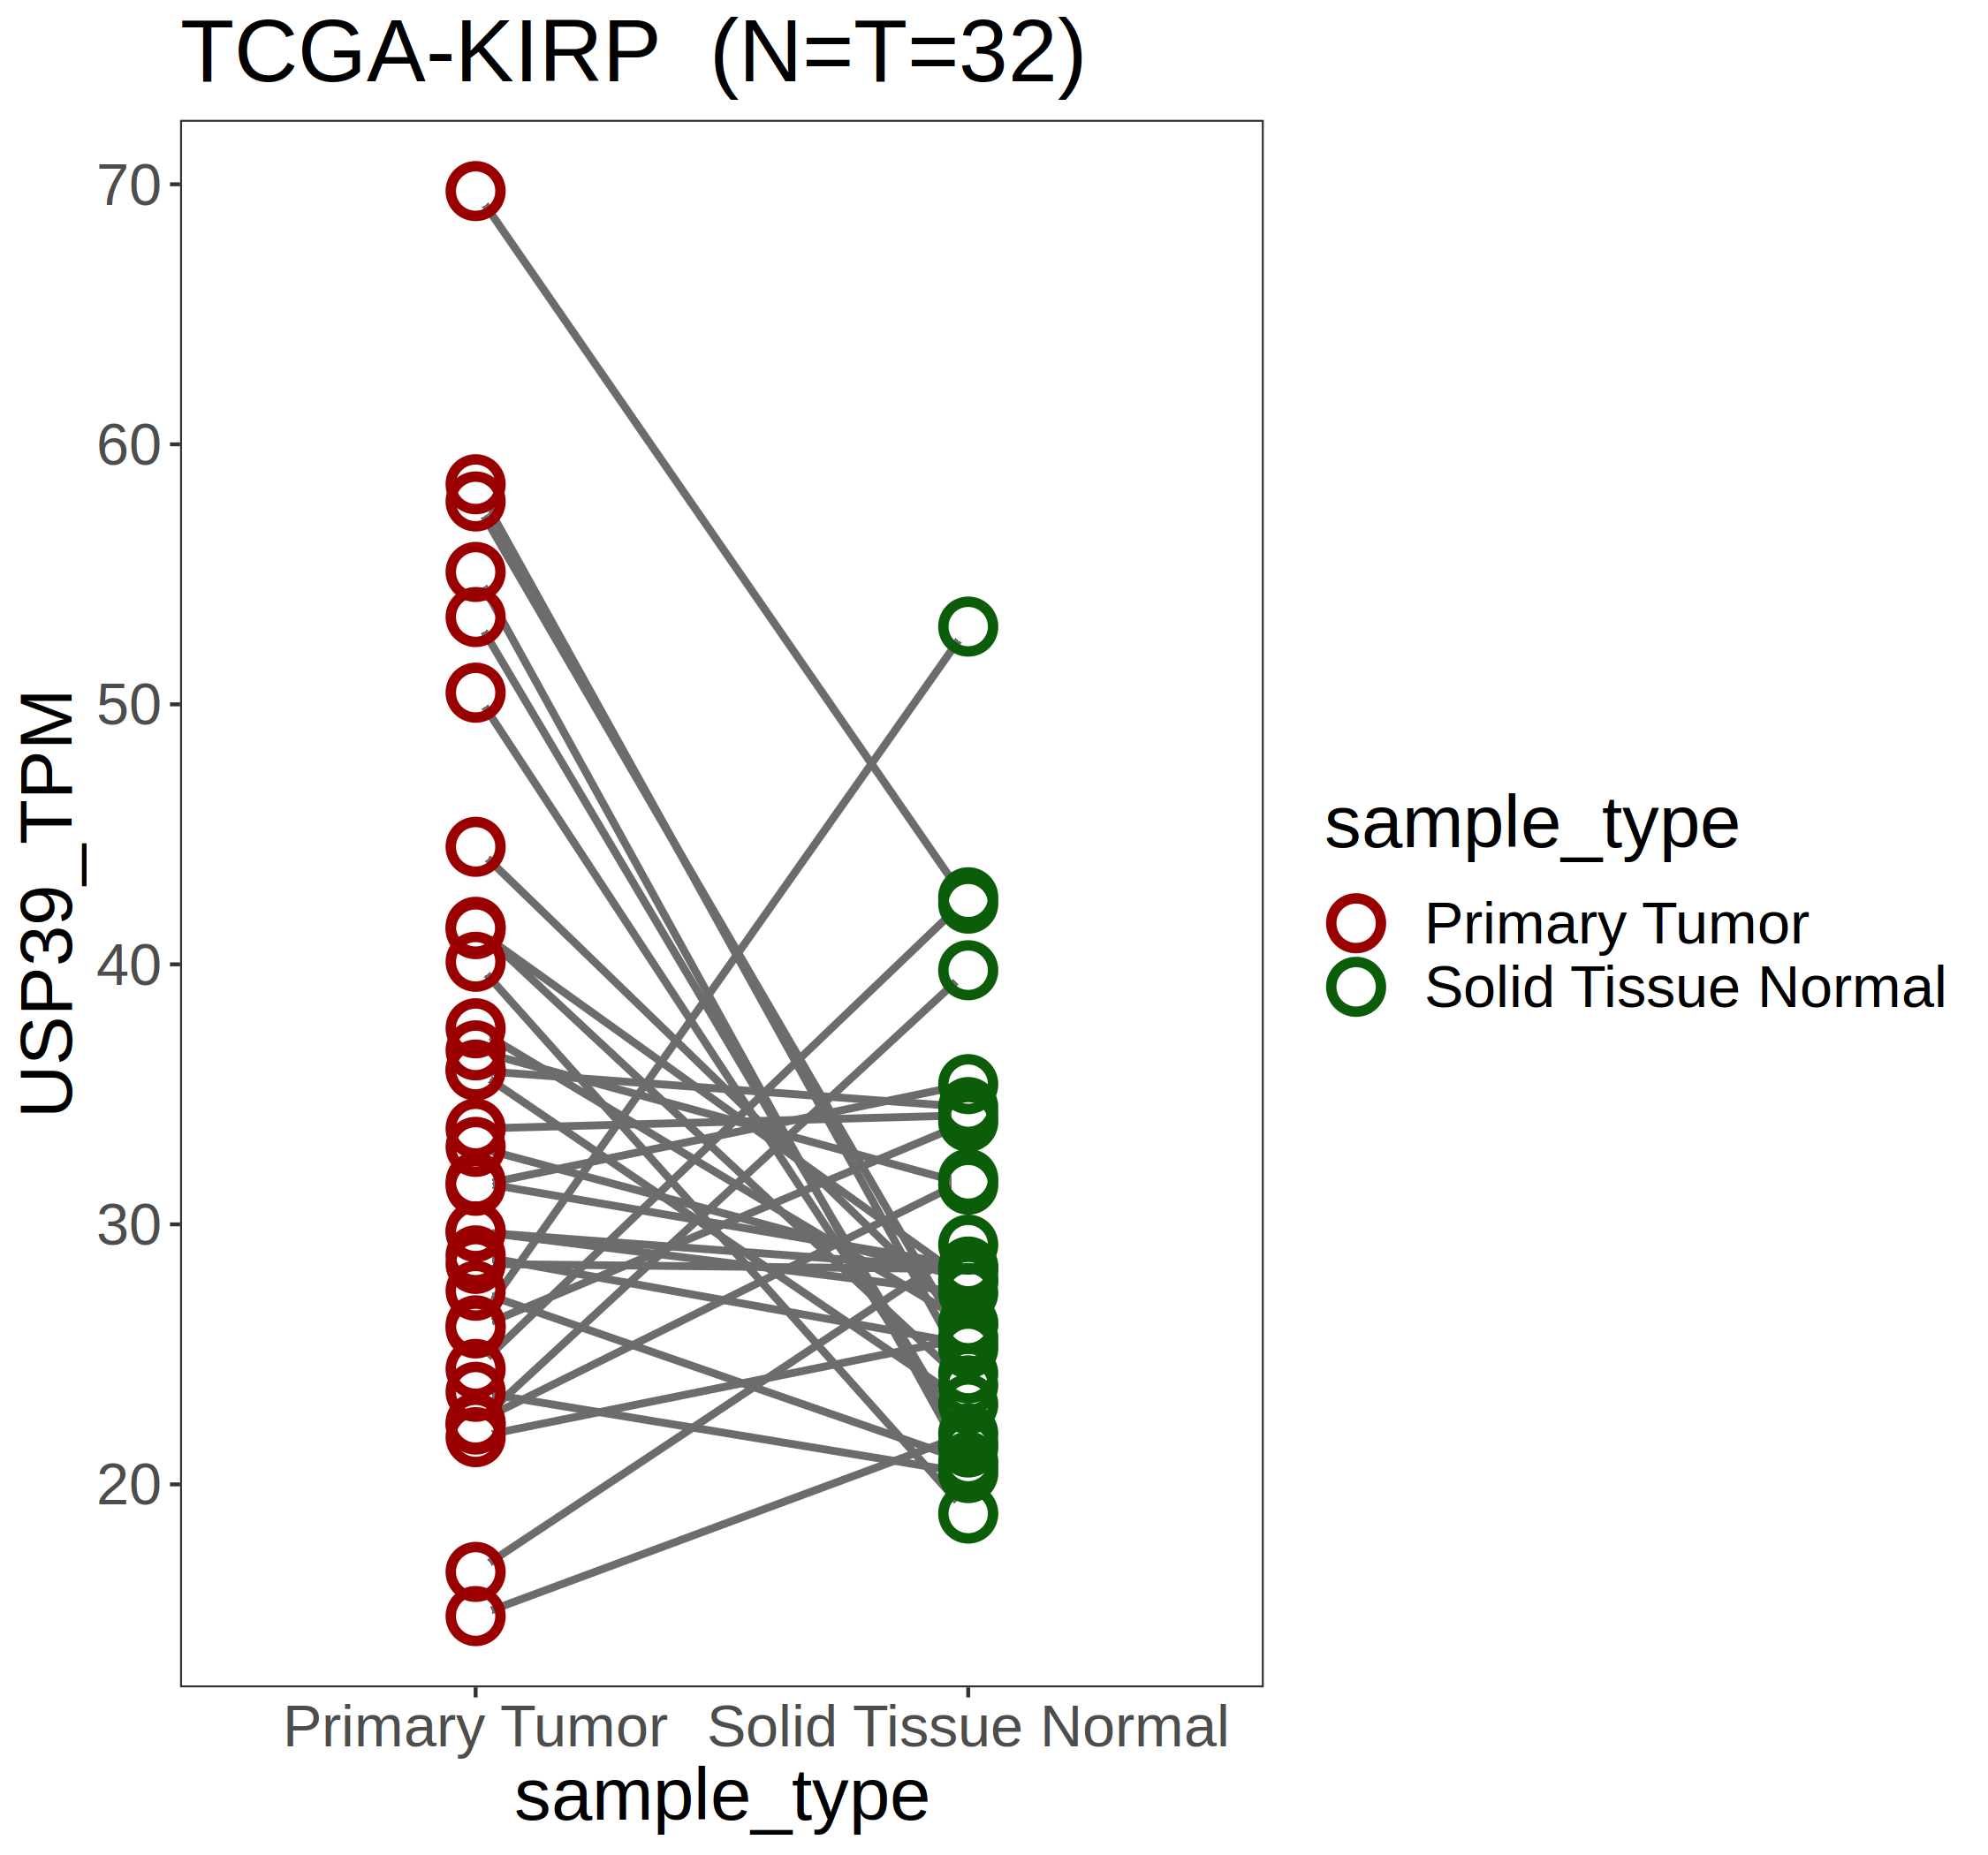 TCGA-KIRP  (N=T=32)
USP39_TPM
70
60
50
40
30
20
Primary Tumor
Solid Tissue Normal
sample_type
sample_type
Primary Tumor
Solid Tissue Normal